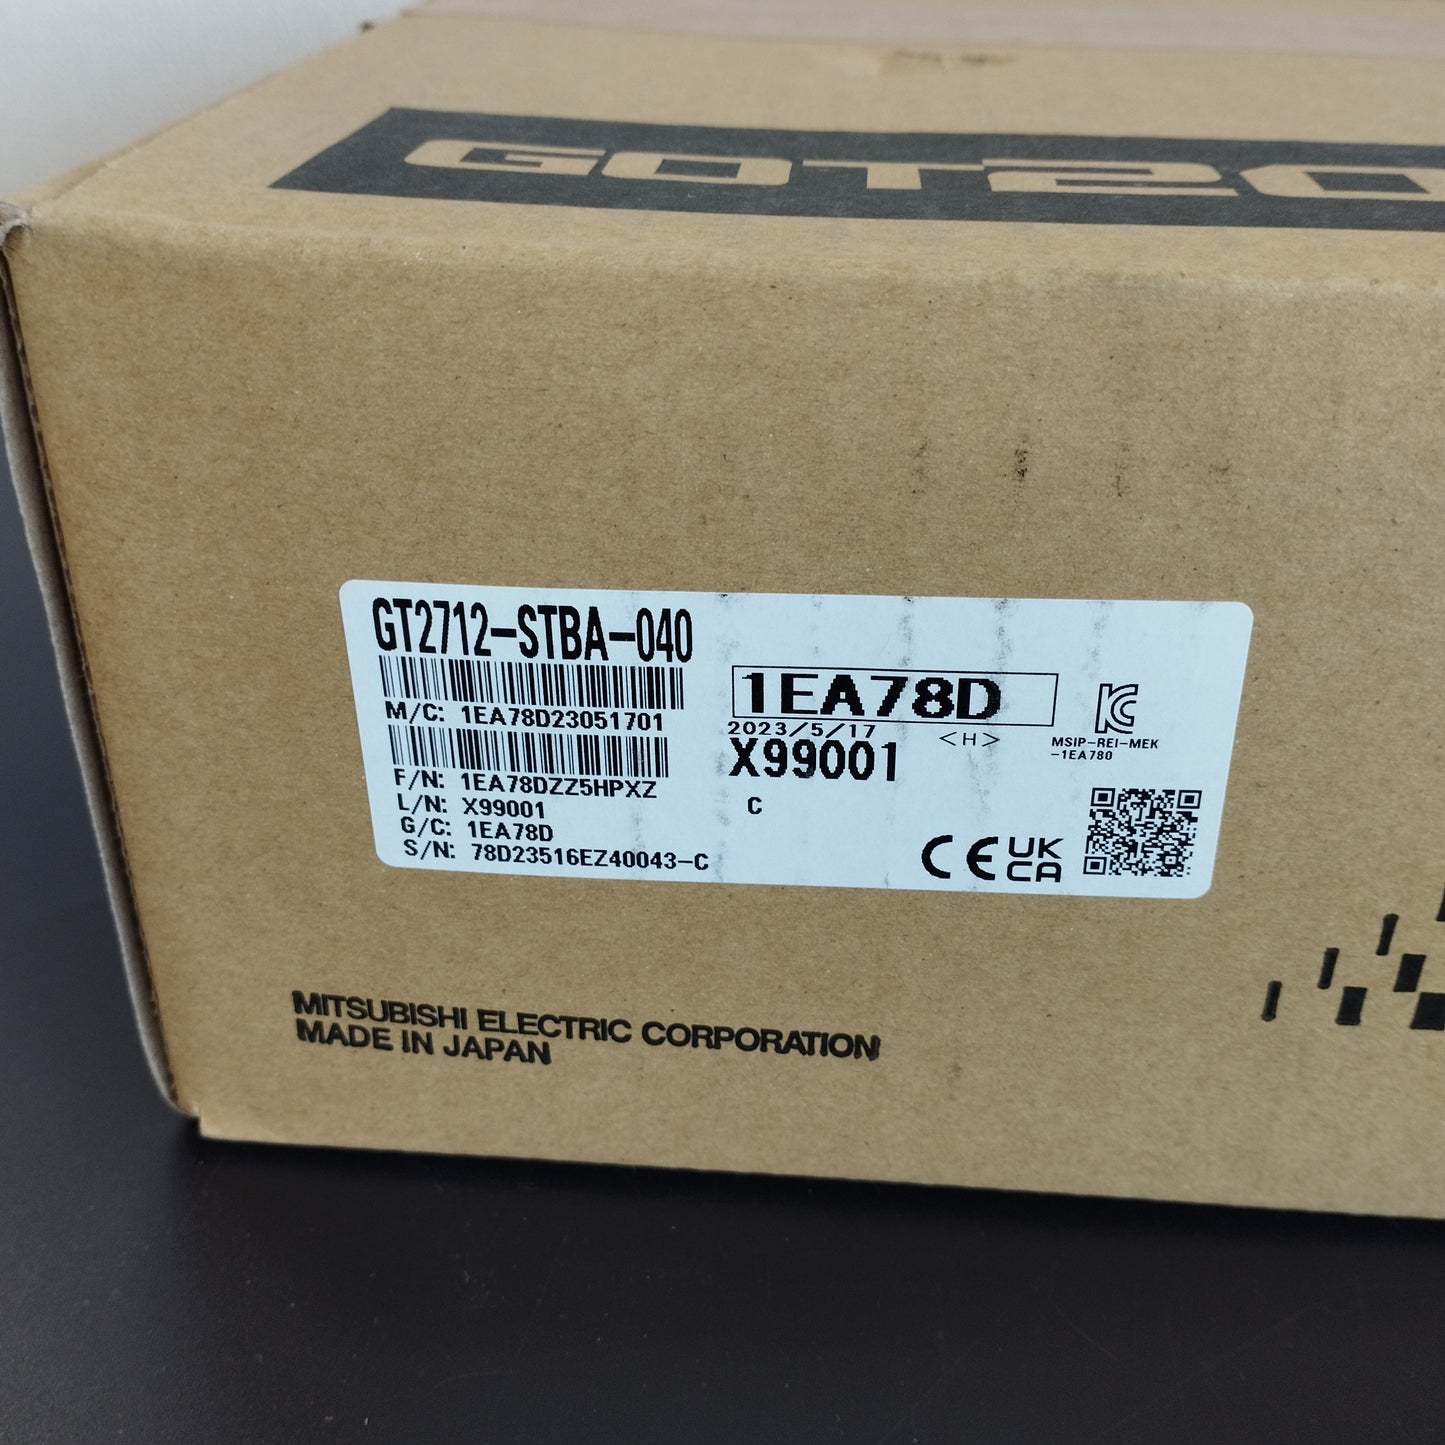 GOT20
GT2712-STBA-040
M/C: 1EA78D23051701
F/N: 1EA78DZZ5HPXZ
L/N: X99001
G/C: 1EA78D
S/N: 78D23516EZ40043-C
1EA78D
2023/5/17 <H>
X99001
C
MSIP-REI-MEK
-1EA780
CE UK
CA
MITSUBISHI ELECTRIC CORPORATION
MADE IN JAPAN